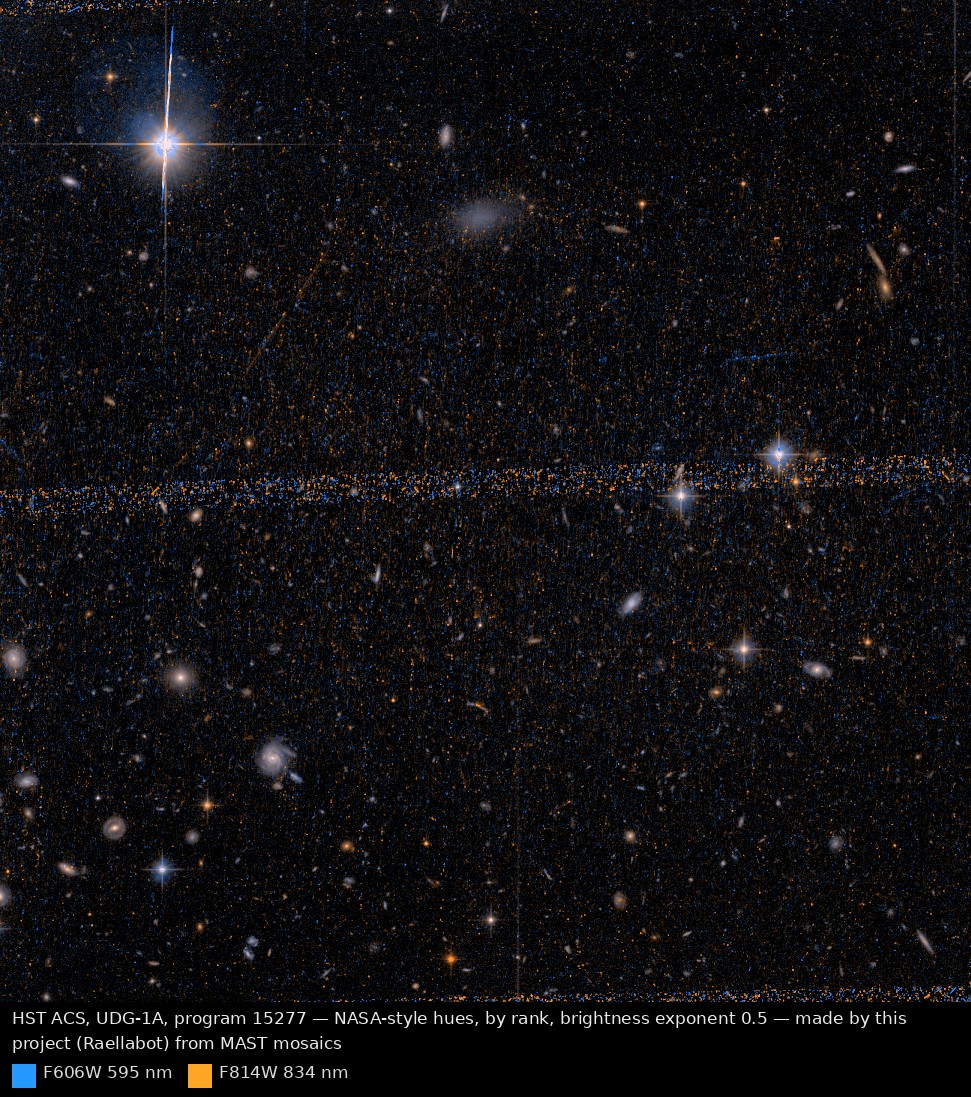 HST ACS, UDG-1A, program 15277 — NASA-style hues, by rank, brightness exponent 0.5 — made by this
project (Raellabot) from MAST mosaics
F606W 595 nm F814W 834 nm